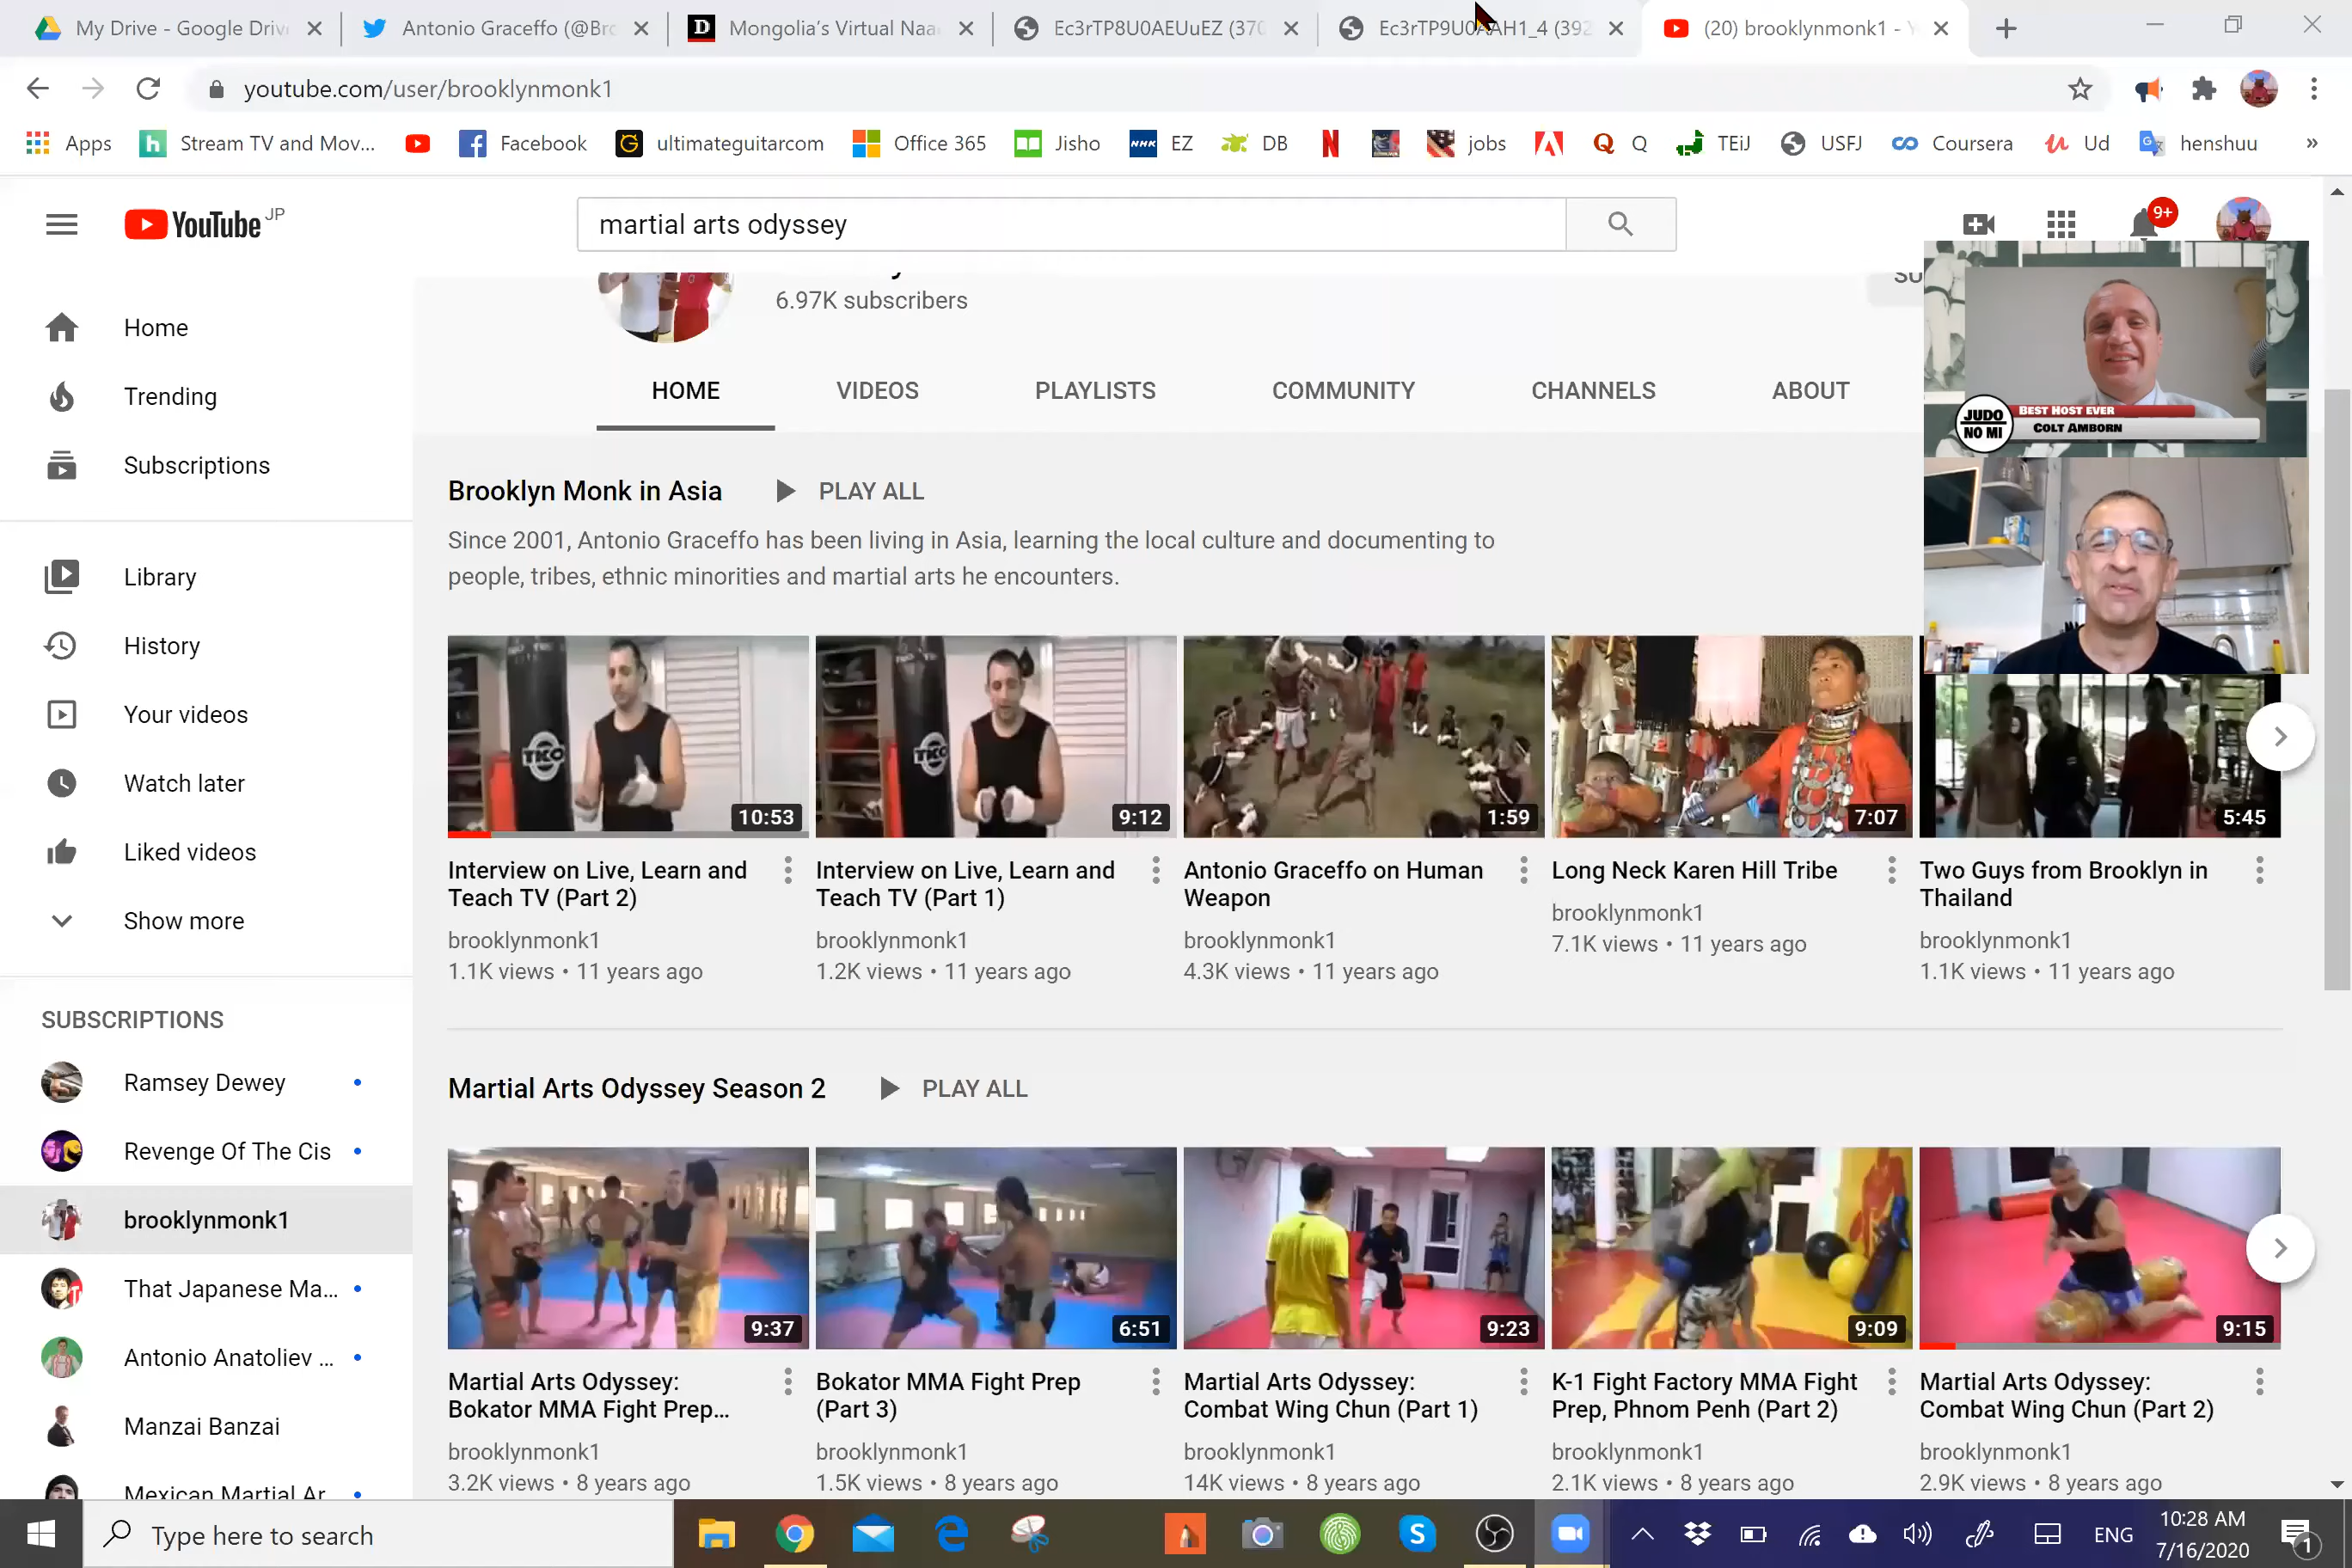 My Drive - Google Driv
Antonio Graceffo (@Bro
Mongolia's Virtual Naa
Ec3rTP8U0AEUuEZ (370
Ec3rTP9U0AAH1_4 (392
(20) brooklynmonk1 - Y
youtube.com/user/brooklynmonk1
Apps
Stream TV and Mov...
Facebook
ultimateguitarcom
Office 365
Jisho
NHK
EZ
DB
jobs
Q
TEiJ
USFJ
Coursera
Ud
henshuu
»
YouTube JP
martial arts odyssey
9+
6.97K subscribers
SU
HOME
VIDEOS
PLAYLISTS
COMMUNITY
CHANNELS
ABOUT
JUDO
NO MI
BEST HOST EVER
COLT AMBORN
Home
Trending
Subscriptions
Library
History
Your videos
Watch later
Liked videos
Show more
SUBSCRIPTIONS
Ramsey Dewey
Revenge Of The Cis
brooklynmonk1
That Japanese Ma...
Antonio Anatoliev ...
Manzai Banzai
Mexican Martial Ar
Brooklyn Monk in Asia
PLAY ALL
Since 2001, Antonio Graceffo has been living in Asia, learning the local culture and documenting to
people, tribes, ethnic minorities and martial arts he encounters.
TKO
10:53
TKO
9:12
1:59
7:07
5:45
Interview on Live, Learn and
Teach TV (Part 2)
brooklynmonk1
1.1K views • 11 years ago
Interview on Live, Learn and
Teach TV (Part 1)
brooklynmonk1
1.2K views • 11 years ago
Antonio Graceffo on Human
Weapon
brooklynmonk1
4.3K views • 11 years ago
Long Neck Karen Hill Tribe
brooklynmonk1
7.1K views • 11 years ago
Two Guys from Brooklyn in
Thailand
brooklynmonk1
1.1K views • 11 years ago
Martial Arts Odyssey Season 2
PLAY ALL
9:37
6:51
9:23
9:09
9:15
Martial Arts Odyssey:
Bokator MMA Fight Prep...
brooklynmonk1
3.2K views • 8 years ago
Bokator MMA Fight Prep
(Part 3)
brooklynmonk1
1.5K views • 8 years ago
Martial Arts Odyssey:
Combat Wing Chun (Part 1)
brooklynmonk1
14K views • 8 years ago
K-1 Fight Factory MMA Fight
Prep, Phnom Penh (Part 2)
brooklynmonk1
2.1K views • 8 years ago
Martial Arts Odyssey:
Combat Wing Chun (Part 2)
brooklynmonk1
2.9K views • 8 years ago
Type here to search
ENG
10:28 AM
7/16/2020
1